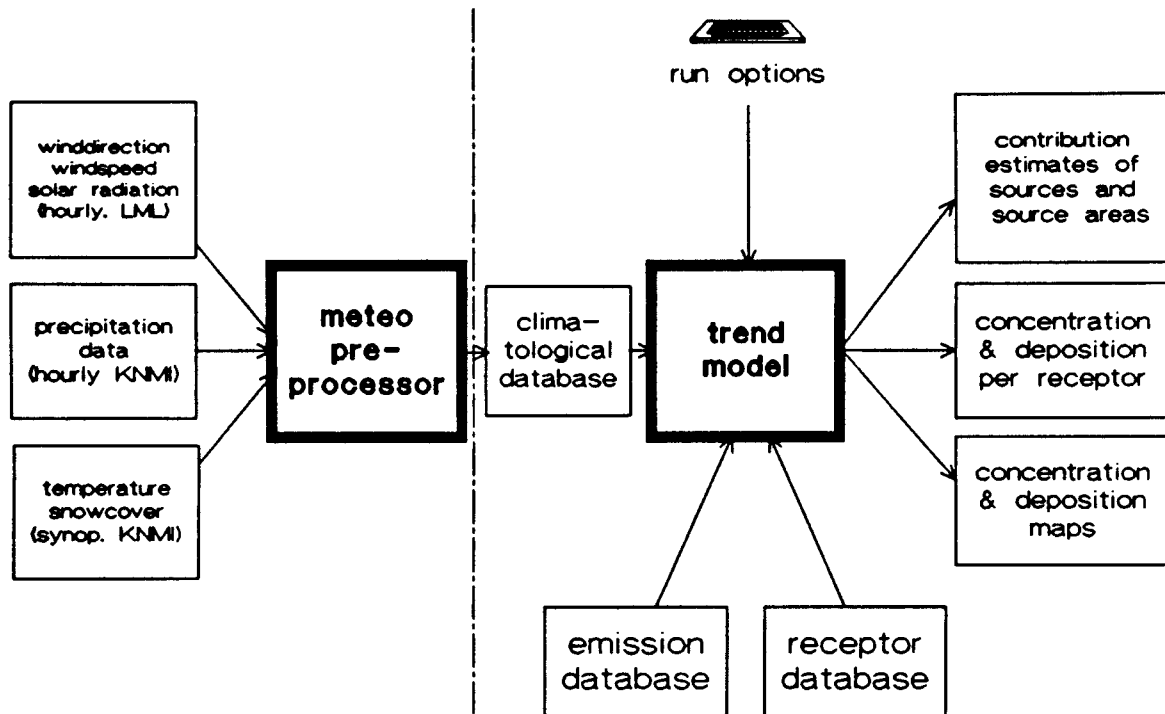 run options
winddirection
windspeed
solar radiation
(hourly. LML)
precipitation
data
(hourly KNMI)
temperature
snowcover
(synop. KNMI)
meteo
pre-
processor
clima-
tological
database
trend
model
contribution
estimates of
sources and
source areas
concentration
& deposition
per receptor
concentration
& deposition
maps
emission
database
receptor
database